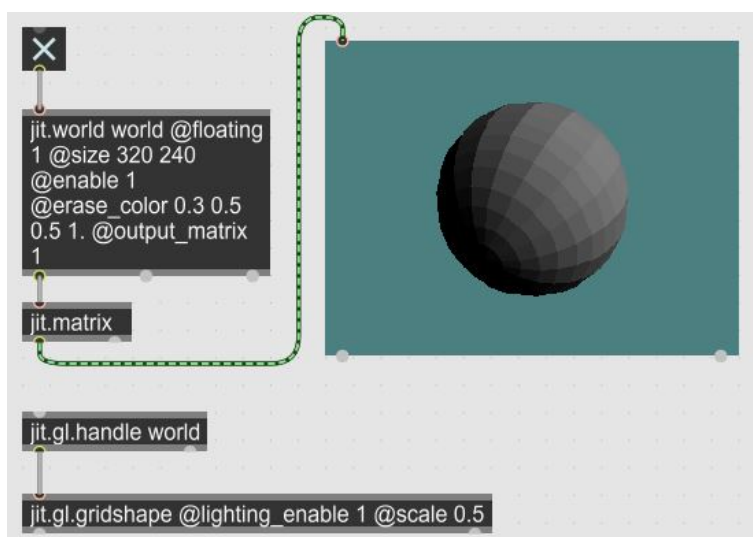 jit.world world @floating
1 @size 320 240
@enable 1
@erase_color 0.3 0.5
0.5 1. @output_matrix
1
jit.matrix
jit.gl.handle world
jit.gl.gridshape @lighting_enable 1 @scale 0.5